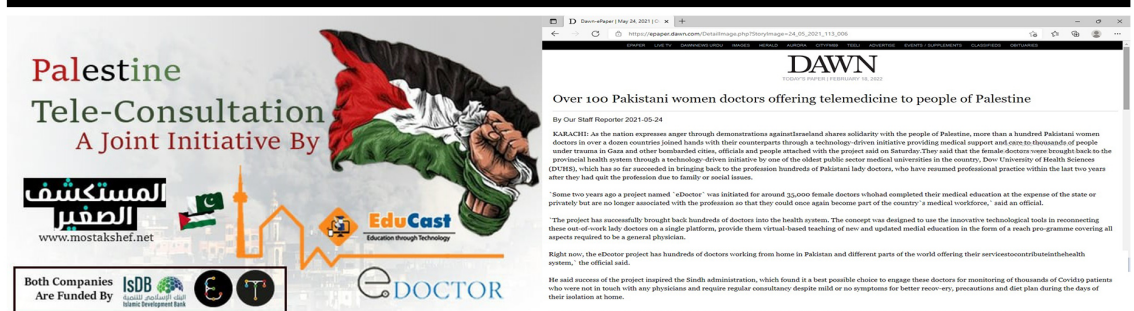 Palestine
Tele-Consultation
A Joint Initiative By
المستكشف
الصغير
www.mostakshef.net
EduCast
Education through Technology
Both Companies
Are Funded By
IsDB
البنك الإسلامي للتنمية
Islamic Development Bank
eDOCTOR
Dawn-ePaper | May 24, 2021 |
https://epaper.dawn.com/DetailImage.php?StoryImage=24_05_2021_113_006
EPAPER LIVE TV DAWNNEWS URDU IMAGES HERALD AURORA CITYFM89 TEELI ADVERTISE EVENTS / SUPPLEMENTS CLASSIFIEDS OBITUARIES
DAWN
TODAY'S PAPER | FEBRUARY 10, 2022
Over 100 Pakistani women doctors offering telemedicine to people of Palestine
By Our Staff Reporter 2021-05-24
KARACHI: As the nation expresses anger through demonstrations againstIsraeland shares solidarity with the people of Palestine, more than a hundred Pakistani women
doctors in over a dozen countries joined hands with their counterparts through a technology-driven initiative providing medical support and care to thousands of people
under trauma in Gaza and other bombarded cities, officials and people attached with the project said on Saturday.They said that the female doctors were brought back to the
provincial health system through a technology-driven initiative by one of the oldest public sector medical universities in the country, Dow University of Health Sciences
(DUHS), which has so far succeeded in bringing back to the profession hundreds of Pakistani lady doctors, who have resumed professional practice within the last two years
after they had quit the profession due to family or social issues.
`Some two years ago a project named `eDoctor` was initiated for around 35,000 female doctors whohad completed their medical education at the expense of the state or
privately but are no longer associated with the profession so that they could once again become part of the country`s medical workforce,` said an official.
`The project has successfully brought back hundreds of doctors into the health system. The concept was designed to use the innovative technological tools in reconnecting
these out-of-work lady doctors on a single platform, provide them virtual-based teaching of new and updated medical education in the form of a reach pro-gramme covering all
aspects required to be a general physician.
Right now, the eDoctor project has hundreds of doctors working from home in Pakistan and different parts of the world offering their servicestocontributeinthehealth
system,` the official said.
He said success of the project inspired the Sindh administration, which found it a best possible choice to engage these doctors for monitoring of thousands of Covid19 patients
who were not in touch with any physicians and require regular consultancy despite mild or no symptoms for better recov-ery, precautions and diet plan during the days of
their isolation at home.